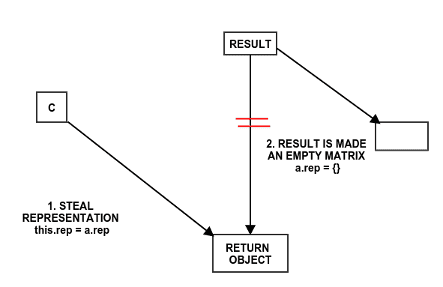 RESULT
C
2. RESULT IS MADE
AN EMPTY MATRIX
a.rep = {}
1. STEAL
REPRESENTATION
this.rep = a.rep
RETURN
OBJECT